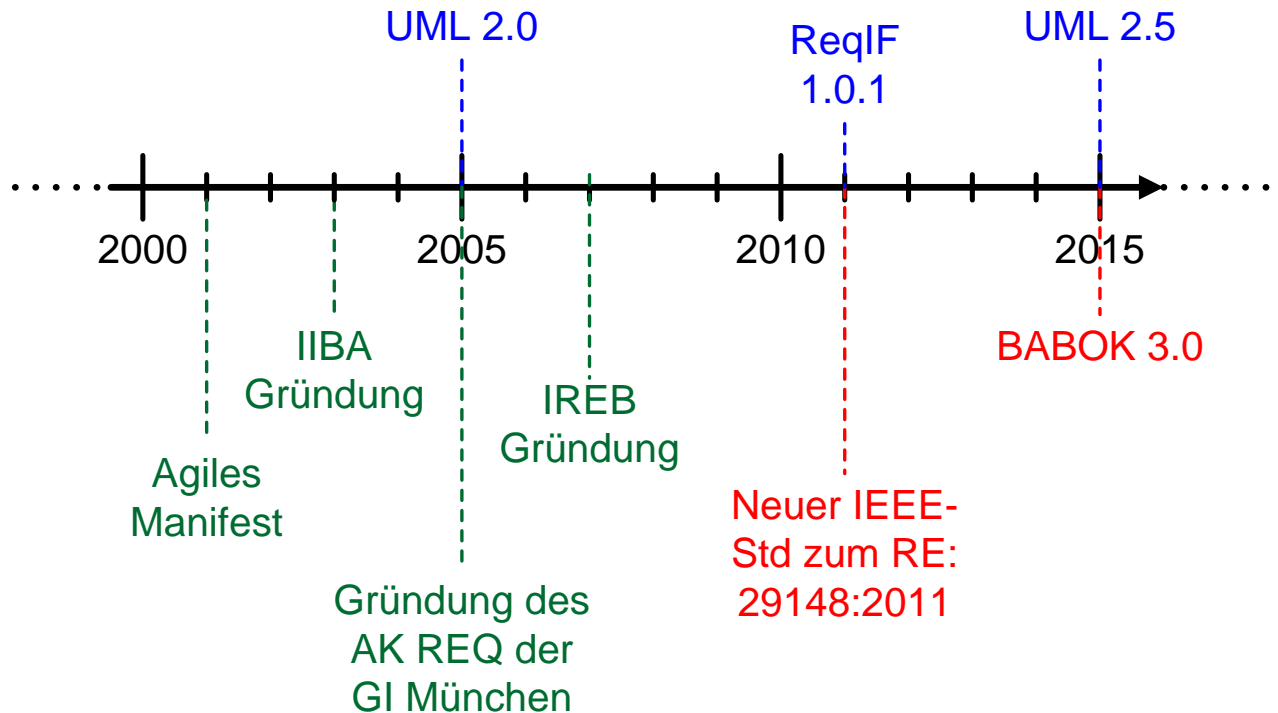 UML 2.0
ReqIF
1.0.1
UML 2.5
2000
2005
2010
2015
IIBA
Gründung
IREB
Gründung
BABOK 3.0
Agiles
Manifest
Neuer IEEE-
Std zum RE:
29148:2011
Gründung des
AK REQ der
GI München